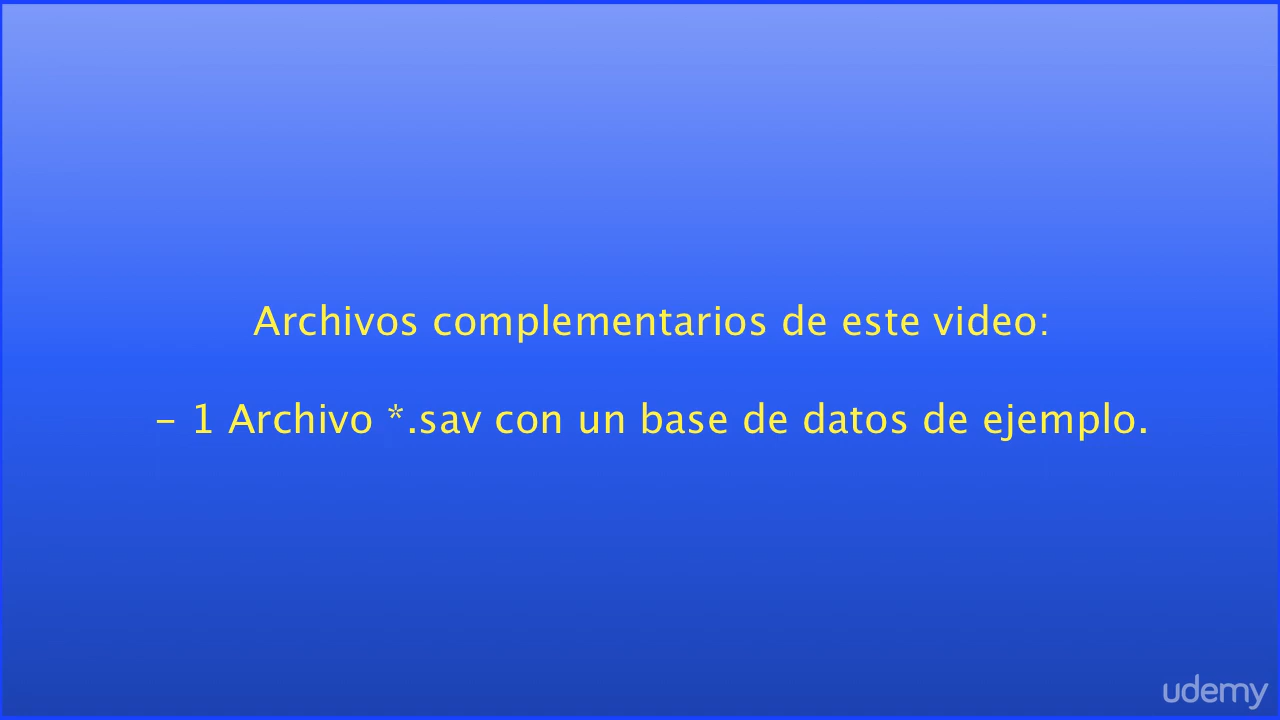 Archivos complementarios de este video:
- 1 Archivo *.sav con un base de datos de ejemplo.
udemy